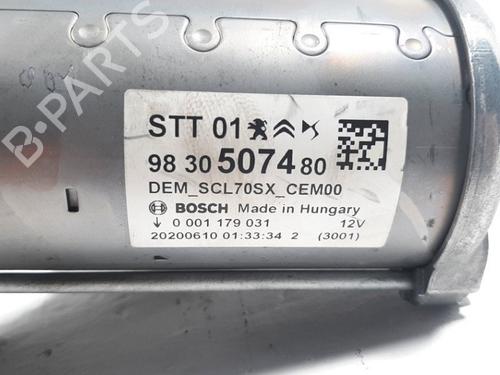 B-PARTS
STT 01
98 30 5074 80
DEM_SCL70SX_CEM00
BOSCH Made in Hungary
0 001 179 031 12V
20200610 01:33:34 2 (3001)